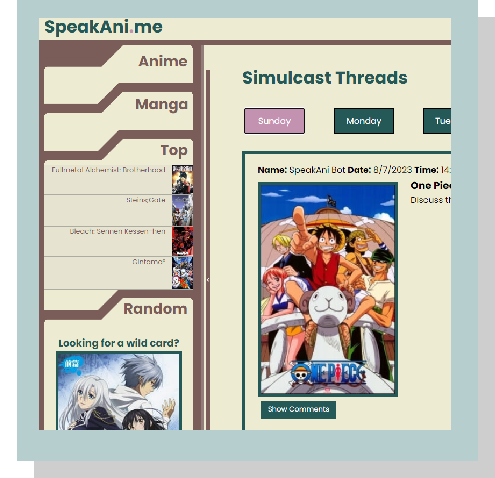 SpeakAni.me
Anime
Manga
Top
Fullmetal Alchemist: Brotherhood
Steins;Gate
Bleach: Sennen Kessen-hen
Gintama°
Random
Looking for a wild card?
Simulcast Threads
Sunday
Monday
Tue
Name: SpeakAni Bot Date: 8/7/2023 Time: 14:
One Piec
Discuss th
ONE PIECE
Show Comments